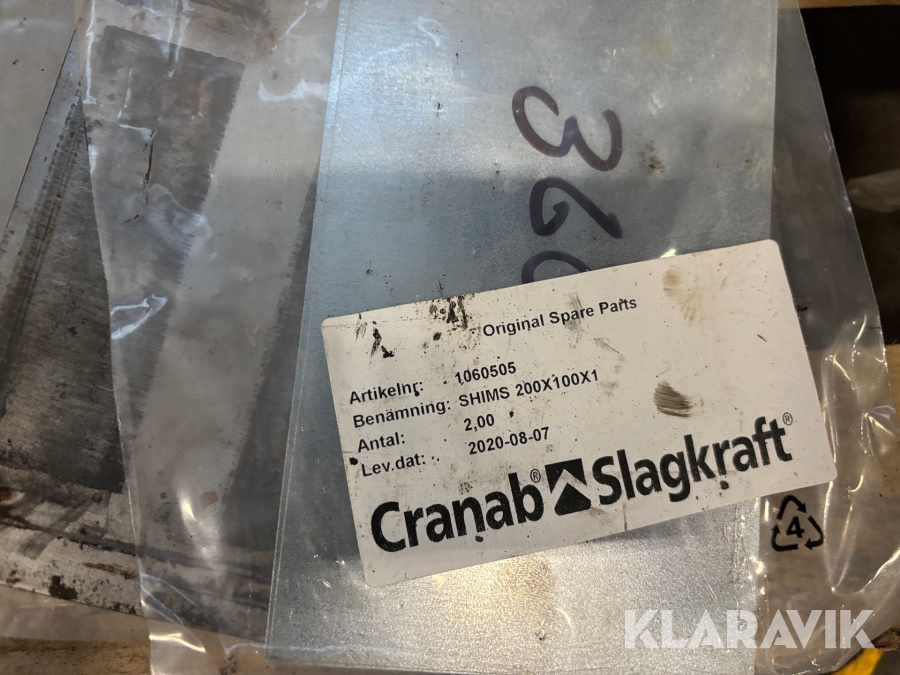 360
Original Spare Parts
Artikelnr: 1060505
Benämning: SHIMS 200X100X1
Antal: 2,00
Lev.dat: 2020-08-07
Cranab® Slagkraft®
4
KLARAVIK